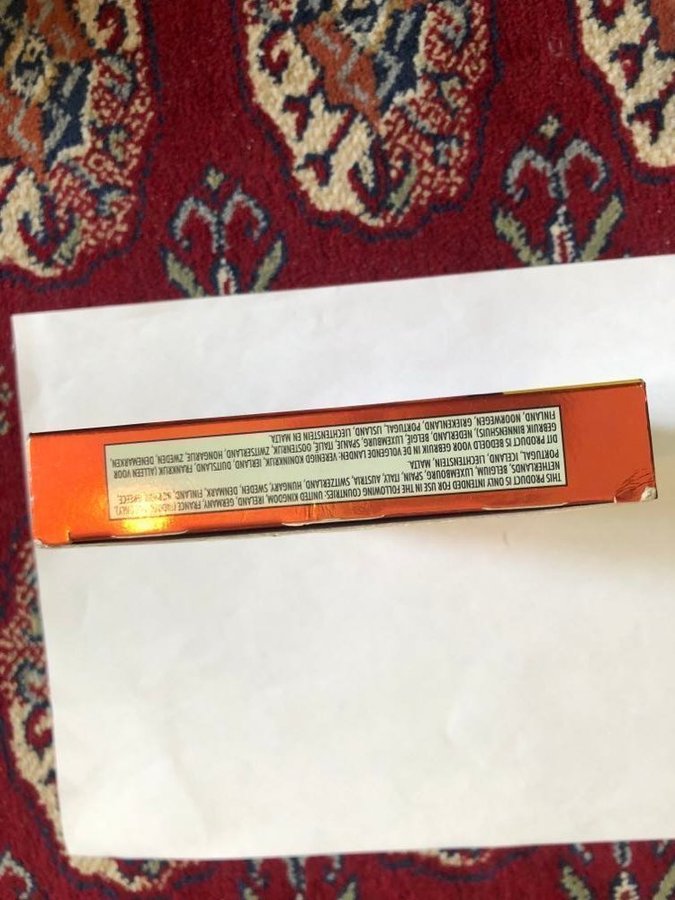 THIS PRODUCT IS ONLY INTENDED FOR USE IN THE FOLLOWING COUNTRIES: UNITED KINGDOM, IRELAND, GERMANY, FRANCE
NETHERLANDS, BELGIUM, LUXEMBOURG, SPAIN, ITALY, AUSTRIA, SWITZERLAND, HUNGARY, SWEDEN, DENMARK, FINLAND, GREECE,
PORTUGAL, ICELAND, LIECHTENSTEIN, MALTA.
DIT PRODUCT IS BEDOELD VOOR GEBRUIK IN DE VOLGENDE LANDEN: VERENIGD KONINKRIJK, IERLAND, DUITSLAND, FRANKRIJK (ALLEEN VOOR
GEBRUIK BINNENSHUIS), NEDERLAND, BELGIË, LUXEMBURG, SPANJE, ITALIË, OOSTENRIJK, ZWITSERLAND, HONGARIJE, ZWEDEN, DENEMARKEN,
FINLAND, NOORWEGEN, GRIEKENLAND, PORTUGAL, IJSLAND, LIECHTENSTEIN EN MALTA.